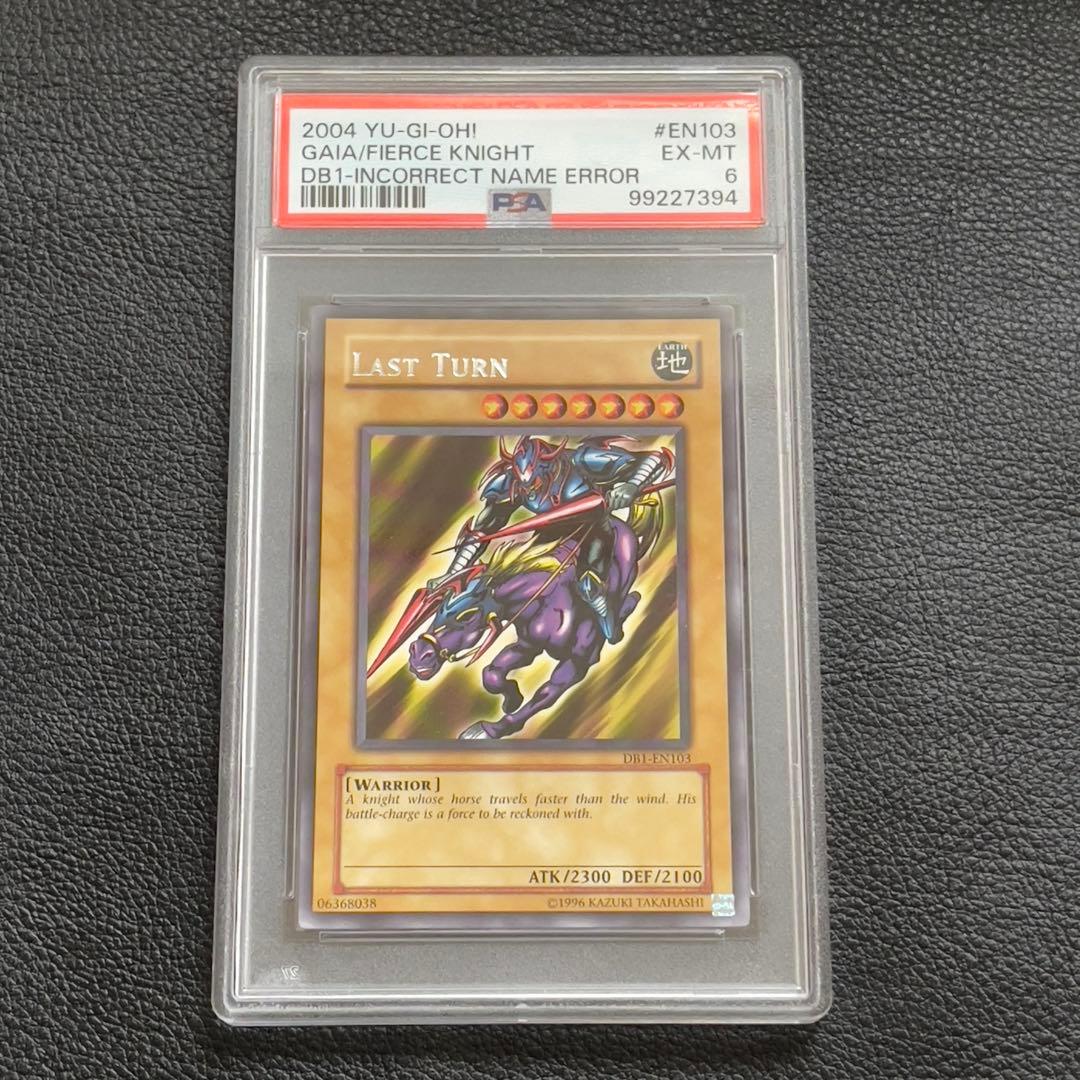 2004 YU-GI-OH! #EN103
GAIA/FIERCE KNIGHT EX-MT
DB1-INCORRECT NAME ERROR 6
PSA 99227394
LAST TURN
EARTH
地
DB1-EN103
[WARRIOR]
A knight whose horse travels faster than the wind. His
battle-charge is a force to be reckoned with.
ATK/2300 DEF/2100
06368038 ©1996 KAZUKI TAKAHASHI